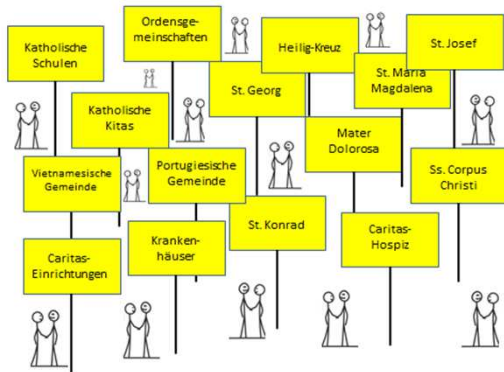 Ordensge-
meinschaften
Katholische
Schulen
Heilig-Kreuz
St. Josef
St. Georg
St. Maria
Magdalena
Katholische
Kitas
Mater
Dolorosa
Vietnamesische
Gemeinde
Portugiesische
Gemeinde
Ss. Corpus
Christi
St. Konrad
Caritas-
Hospiz
Caritas-
Einrichtungen
Kranken-
häuser